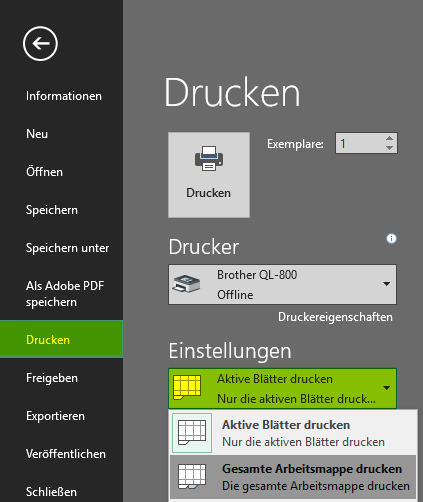 Informationen
Neu
Öffnen
Speichern
Speichern unter
Als Adobe PDF
speichern
Drucken
Freigeben
Exportieren
Veröffentlichen
Schließen
Drucken
Drucken
Exemplare: 1
Drucker
Brother QL-800
Offline
Druckereigenschaften
Einstellungen
Aktive Blätter drucken
Nur die aktiven Blätter druck...
Aktive Blätter drucken
Nur die aktiven Blätter drucken
Gesamte Arbeitsmappe drucken
Die gesamte Arbeitsmappe drucken